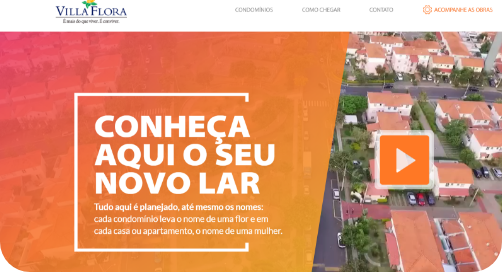 VILLA FLORA
É mais do que viver. É conviver.
CONDOMÍNIOS
COMO CHEGAR
CONTATO
ACOMPANHE AS OBRAS
CONHEÇA
AQUI O SEU
NOVO LAR
Tudo aqui é planejado, até mesmo os nomes:
cada condomínio leva o nome de uma flor e em
cada casa ou apartamento, o nome de uma mulher.